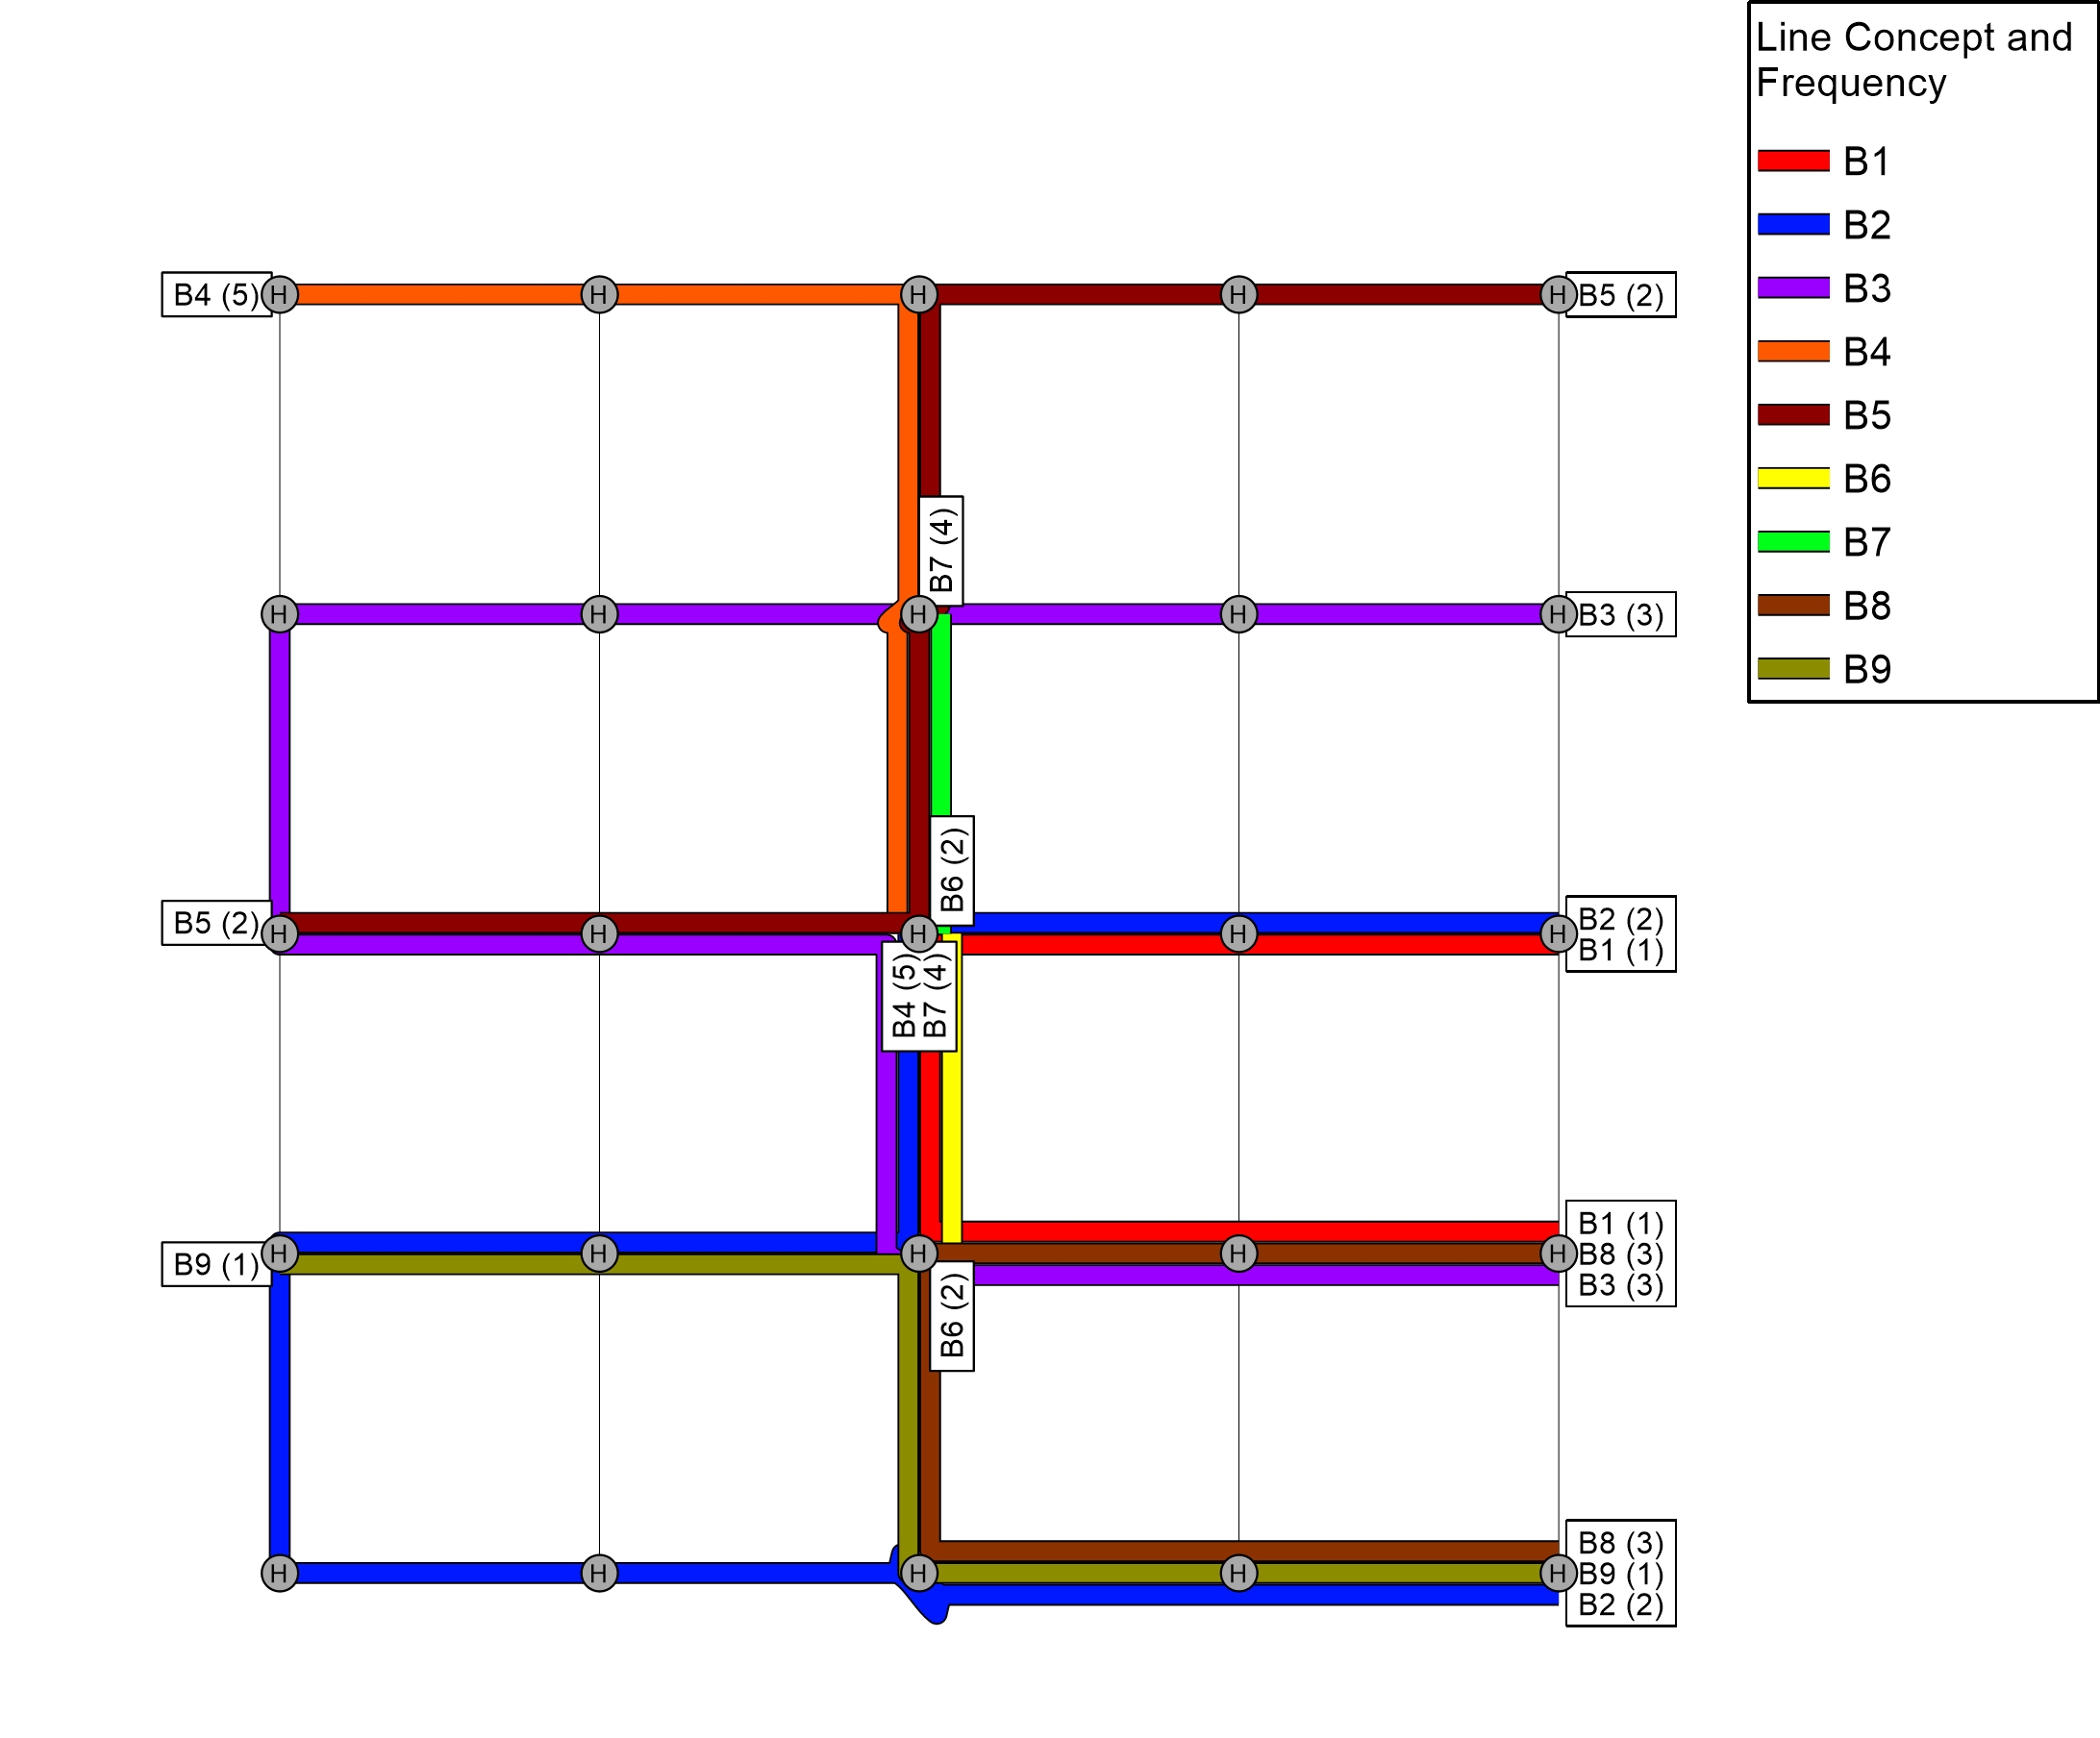 Line Concept and
Frequency
B1
B2
B3
B4
B5
B6
B7
B8
B9
B4 (5)
H
H
H
H
H
B5 (2)
B7 (4)
H
H
H
H
H
B3 (3)
B6 (2)
B5 (2)
H
H
H
H
H
B2 (2)
B1 (1)
B4 (5)
B7 (4)
B9 (1)
H
H
H
H
H
B1 (1)
B8 (3)
B3 (3)
B6 (2)
H
H
H
H
H
B8 (3)
B9 (1)
B2 (2)